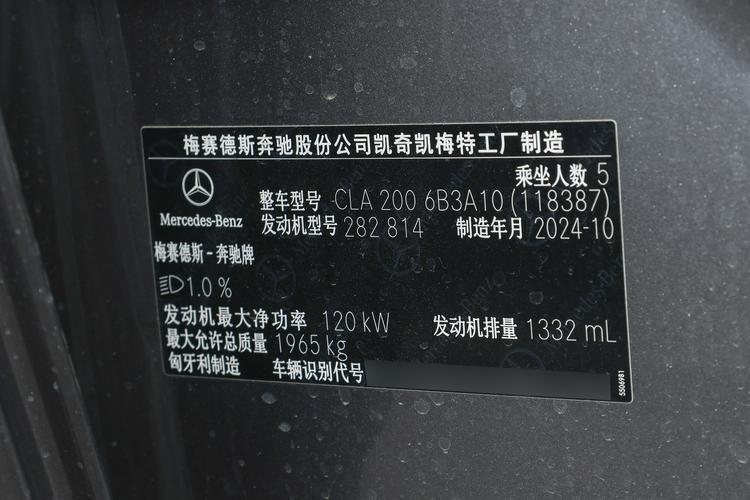 梅赛德斯奔驰股份公司凯奇凯梅特工厂制造
乘坐人数 5
Mercedes-Benz
整车型号 CLA 200 6B3A10 (118387)
发动机型号 282 814 制造年月 2024-10
梅赛德斯-奔驰牌
1.0 %
发动机最大净功率 120 kW 发动机排量 1332 mL
最大允许总质量 1965 kg
匈牙利制造 车辆识别代号
5506981